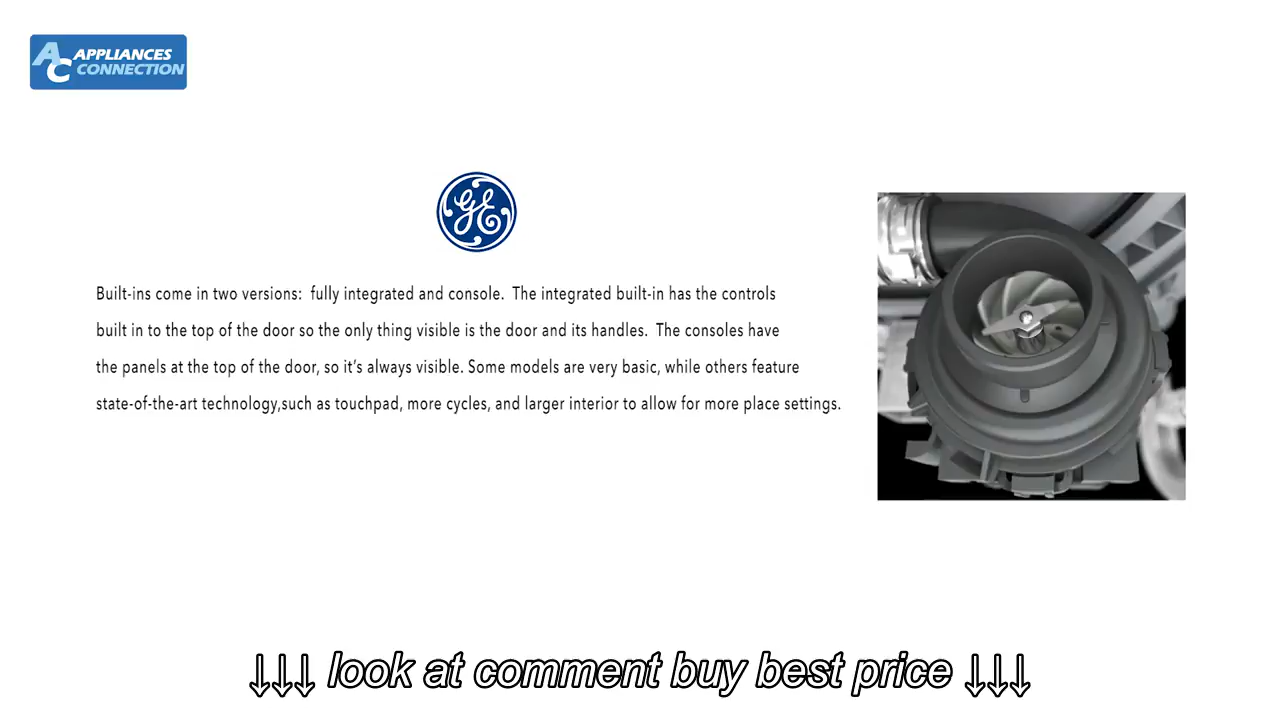 AC APPLIANCES
CONNECTION
GE
Built-ins come in two versions:  fully integrated and console.  The integrated built-in has the controls
built in to the top of the door so the only thing visible is the door and its handles.  The consoles have
the panels at the top of the door, so it’s always visible. Some models are very basic, while others feature
state-of-the-art technology,such as touchpad, more cycles, and larger interior to allow for more place settings.
↓↓↓ look at comment buy best price ↓↓↓